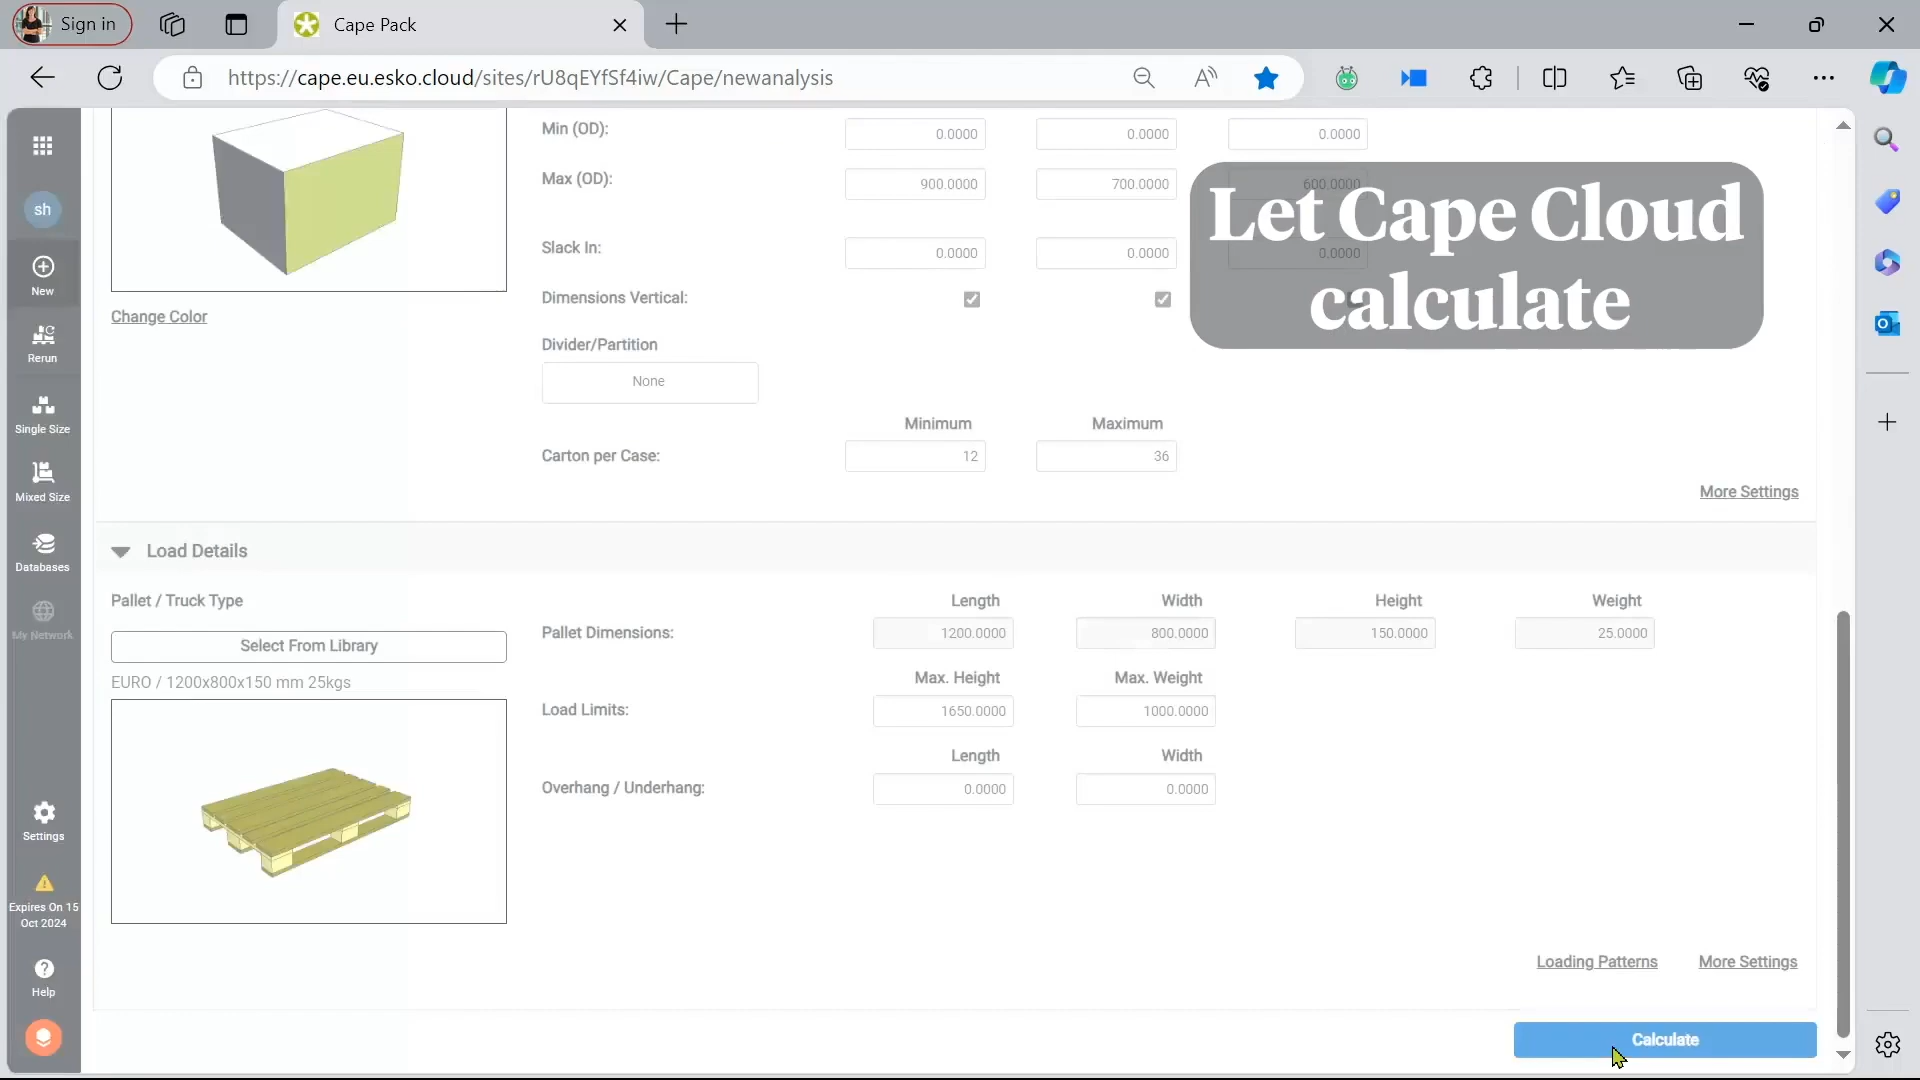 Sign in
Cape Pack
https://cape.eu.esko.cloud/sites/rU8qEYfSf4iw/Cape/newanalysis
sh
New
Rerun
Single Size
Mixed Size
Databases
My Network
Settings
Expires On 15
Oct 2024
Help
Change Color
Min (OD): 0.0000 0.0000 0.0000
Max (OD): 900.0000 700.0000 600.0000
Let Cape Cloud
calculate
Slack In: 0.0000 0.0000 0.0000
Dimensions Vertical:
Divider/Partition
None
Minimum Maximum
Carton per Case: 12 36
More Settings
Load Details
Pallet / Truck Type
Select From Library
EURO / 1200x800x150 mm 25kgs
Length Width Height Weight
Pallet Dimensions: 1200.0000 800.0000 150.0000 25.0000
Max. Height Max. Weight
Load Limits: 1650.0000 1000.0000
Length Width
Overhang / Underhang: 0.0000 0.0000
Loading Patterns More Settings
Calculate